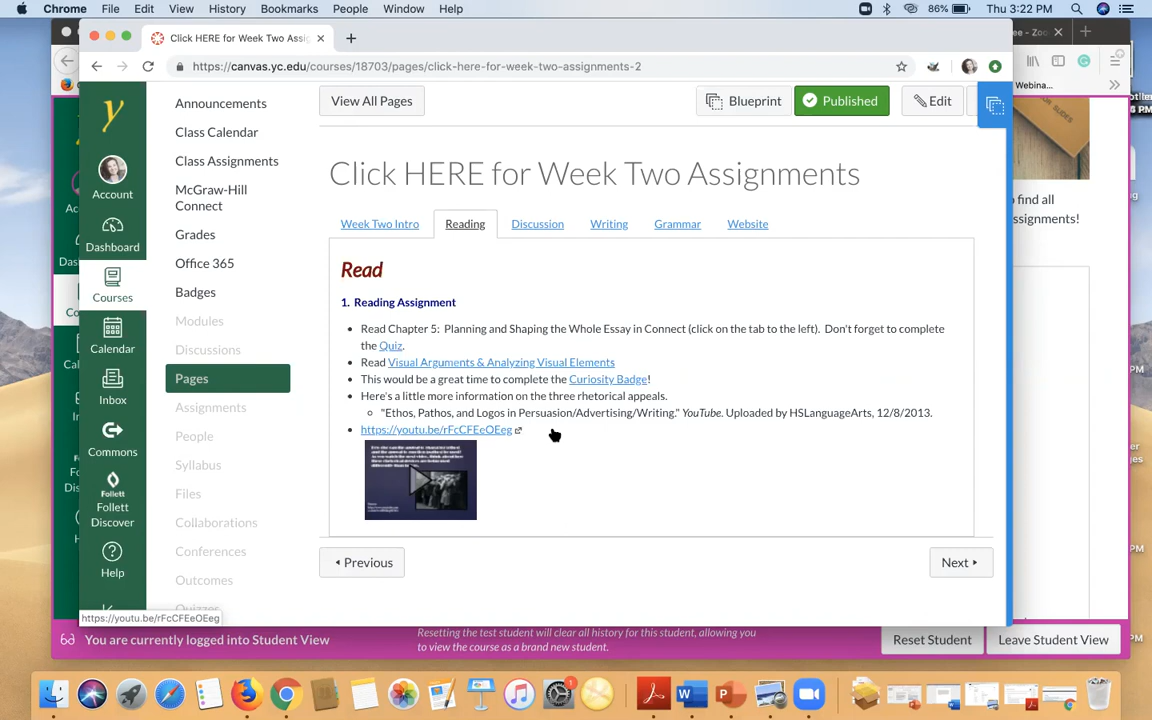 Chrome File Edit View History Bookmarks People Window Help 86% Thu 3:22 PM
Click HERE for Week Two Assig
ee - Zoo
https://canvas.yc.edu/courses/18703/pages/click-here-for-week-two-assignments-2
Webina...
Announcements
Class Calendar
Class Assignments
McGraw-Hill
Connect
Grades
Office 365
Badges
Modules
Discussions
Pages
Assignments
People
Syllabus
Files
Collaborations
Conferences
Outcomes
Quizzes
y
Account
Dashboard
Courses
Calendar
Inbox
Commons
Follett
Follett
Discover
Help
View All Pages
Blueprint
Published
Edit
Click HERE for Week Two Assignments
Week Two Intro Reading Discussion Writing Grammar Website
Read
1. Reading Assignment
Read Chapter 5: Planning and Shaping the Whole Essay in Connect (click on the tab to the left). Don't forget to complete
the Quiz.
Read Visual Arguments & Analyzing Visual Elements
This would be a great time to complete the Curiosity Badge!
Here's a little more information on the three rhetorical appeals.
"Ethos, Pathos, and Logos in Persuasion/Advertising/Writing." YouTube. Uploaded by HSLanguageArts, 12/8/2013.
https://youtu.be/rFcCFEeOEeg
Previous
Next
https://youtu.be/rFcCFEeOEeg
o find all
ssignments!
You are currently logged into Student View
Resetting the test student will clear all history for this student, allowing you
to view the course as a brand new student.
Reset Student
Leave Student View